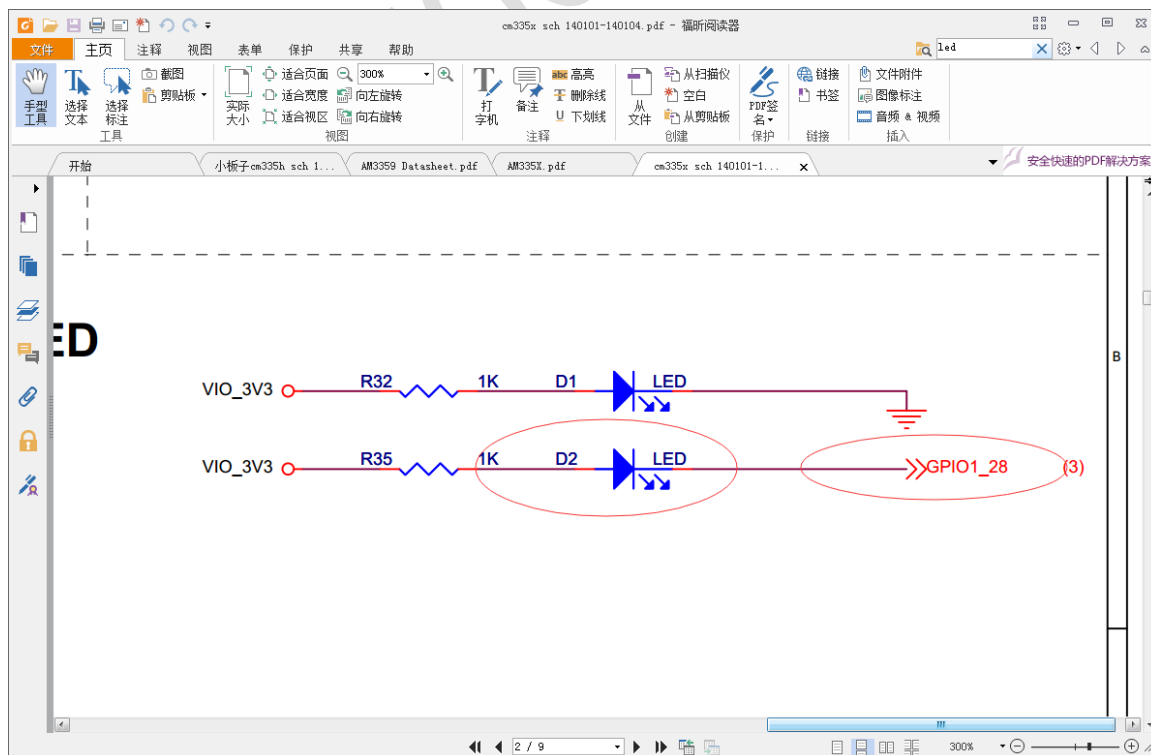 cm335x sch 140101-140104.pdf - 福昕阅读器
文件 主页 注释 视图 表单 保护 共享 帮助 led
手型工具 选择文本 选择标注 截图 剪贴板 实际大小 适合页面 适合宽度 适合视区 300% 向左旋转 向右旋转 打字机 备注 高亮 删除线 下划线 从文件 从扫描仪 空白 从剪贴板 PDF签名 链接 书签 文件附件 图像标注 音频 & 视频
工具 视图 注释 创建 保护 链接 插入
开始 小板子cm335h sch 1... AM3359 Datasheet.pdf AM335X.pdf cm335x sch 140101-1... 安全快速的PDF解决方案
ED
B
VIO_3V3 R32 1K D1 LED
VIO_3V3 R35 1K D2 LED GPIO1_28 (3)
2 / 9 300%